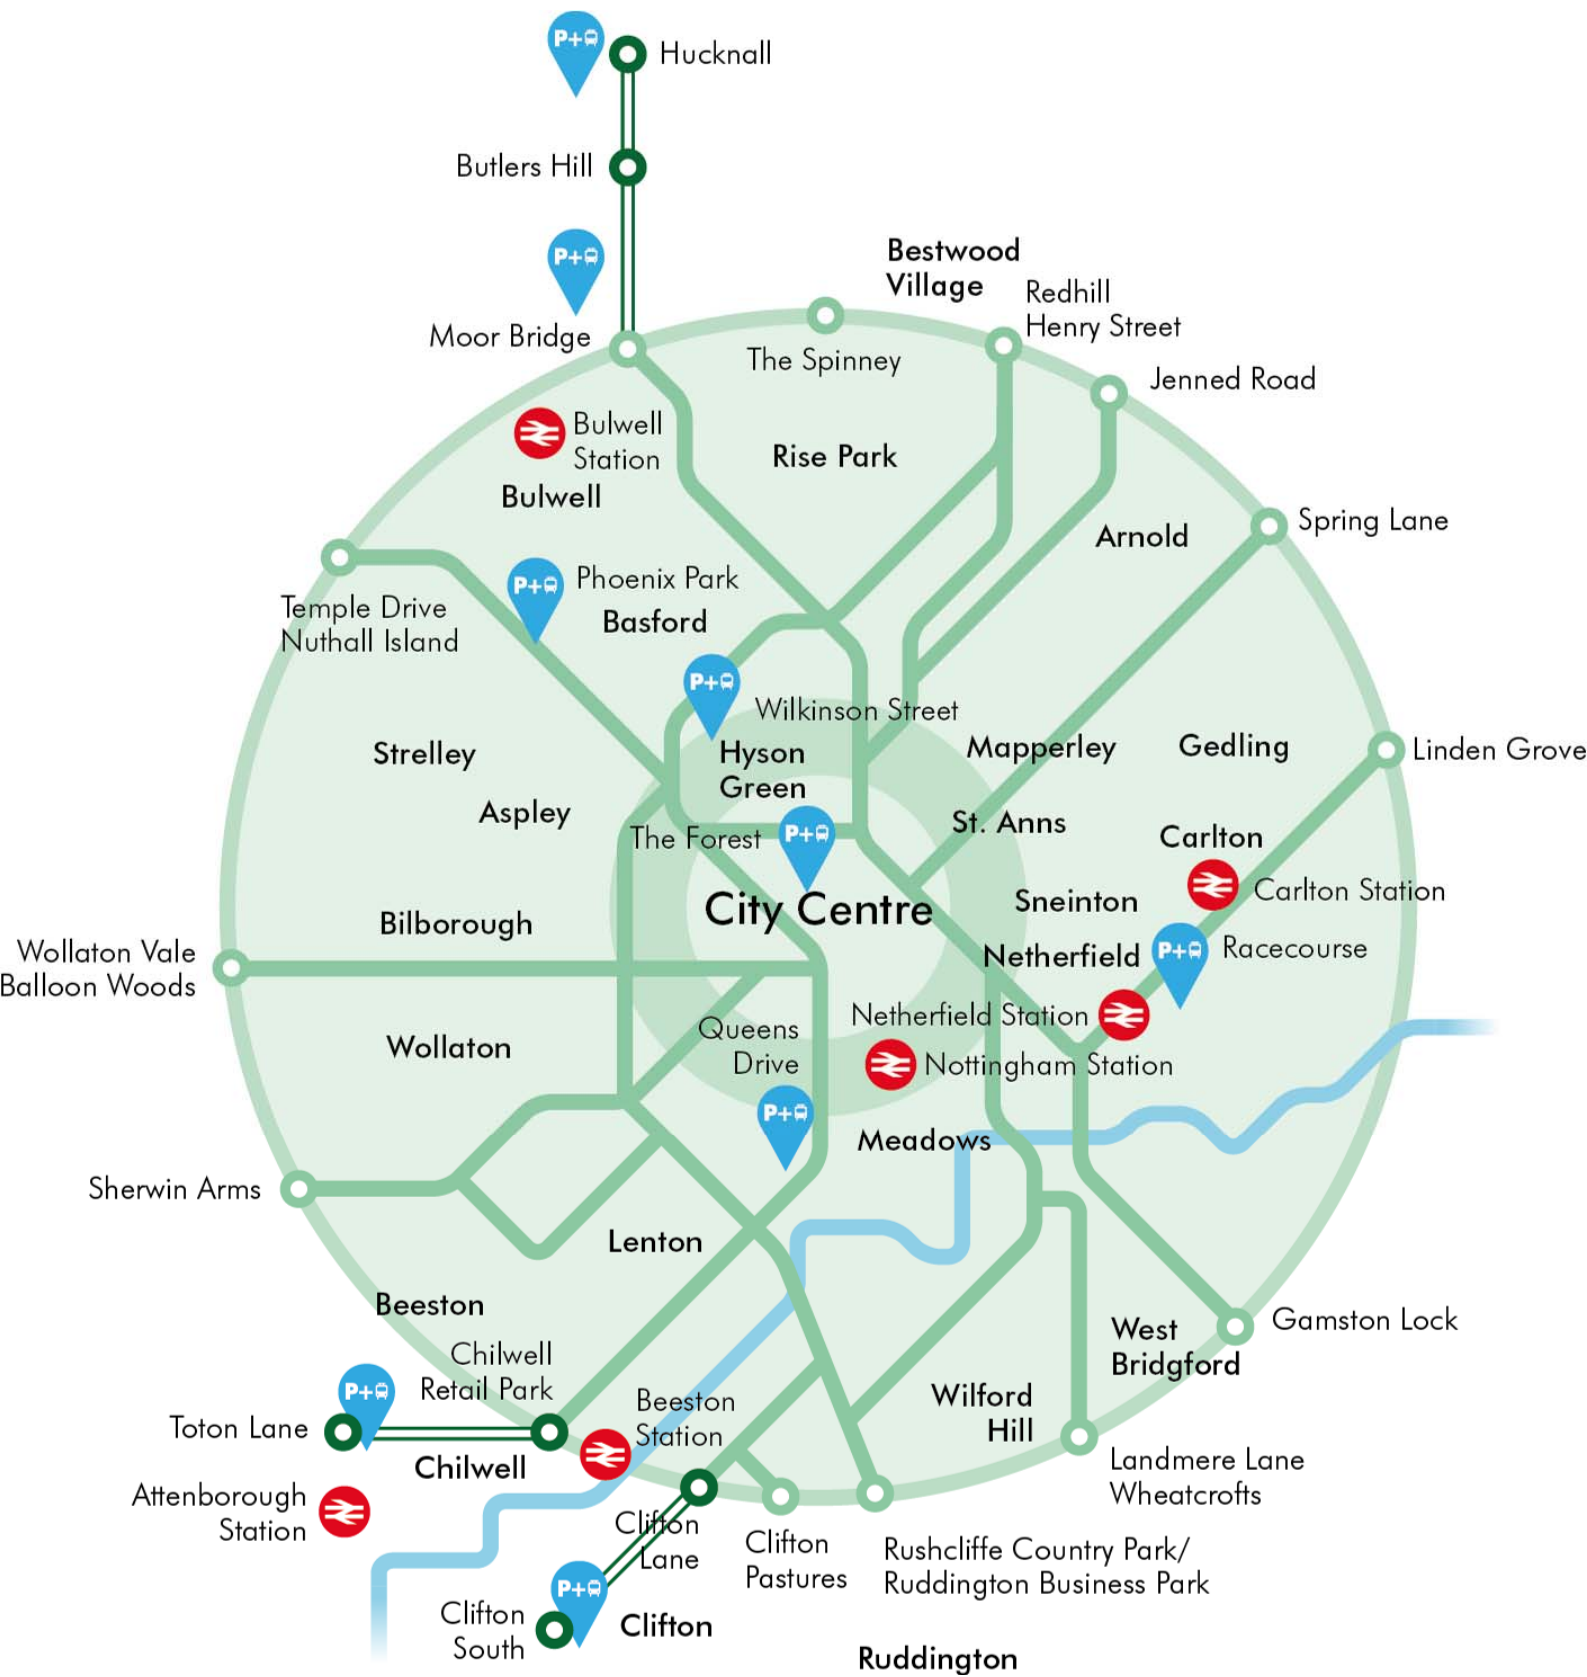 P+
Hucknall
Butlers Hill
P+
Moor Bridge
Bestwood
Village
Redhill
Henry Street
The Spinney
Jenned Road
Bulwell
Station
Bulwell
Rise Park
Arnold
Spring Lane
Temple Drive
Nuthall Island
P+
Phoenix Park
Basford
P+
Wilkinson Street
Hyson
Green
Strelley
Aspley
Mapperley
Gedling
Linden Grove
The Forest
P+
St. Anns
Carlton
Carlton Station
City Centre
Sneinton
Bilborough
Wollaton Vale
Balloon Woods
Netherfield
P+
Racecourse
Netherfield Station
Wollaton
Queens
Drive
Nottingham Station
P+
Meadows
Sherwin Arms
Lenton
Beeston
Chilwell
Retail Park
P+
Toton Lane
Chilwell
Beeston
Station
Attenborough
Station
West
Bridgford
Gamston Lock
Wilford
Hill
Landmere Lane
Wheatcrofts
Clifton
Lane
Clifton
Pastures
Rushcliffe Country Park/
Ruddington Business Park
P+
Clifton
South
Clifton
Ruddington